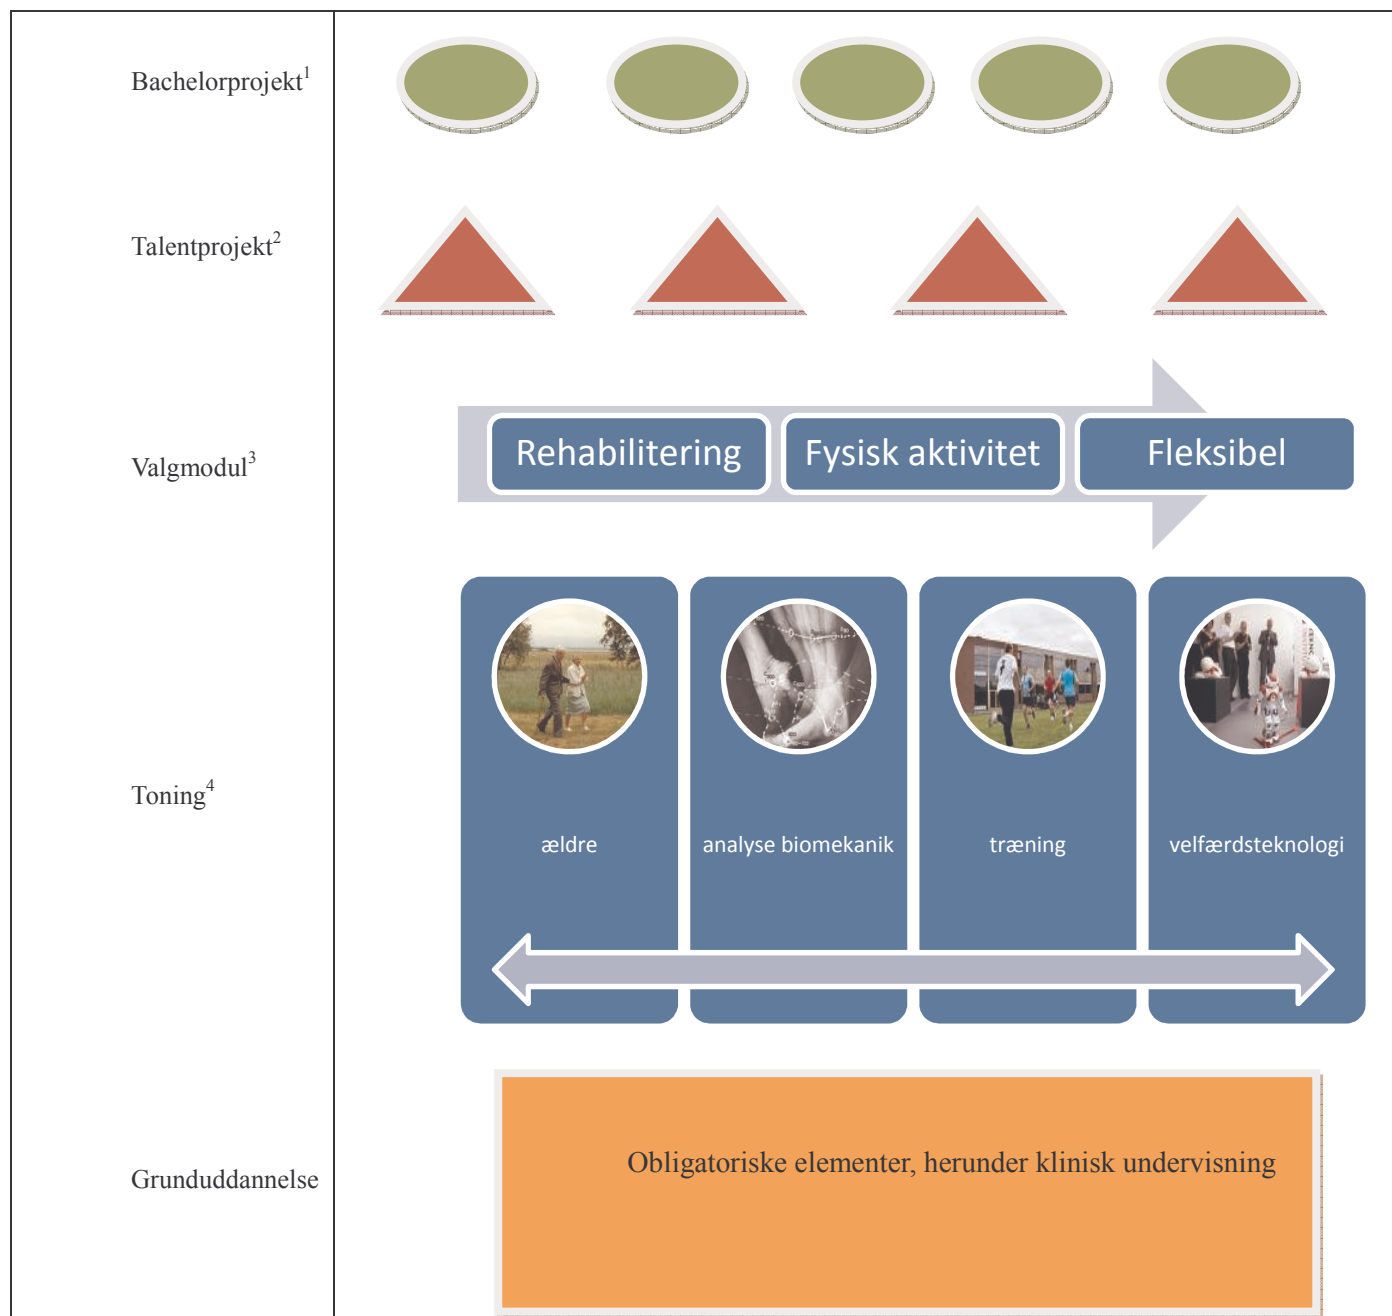 Bachelorprojekt1
Talentprojekt2
Valgmodul3
Rehabilitering
Fysisk aktivitet
Fleksibel
Toning4
ældre
analyse biomekanik
træning
velfærdsteknologi
Grunduddannelse
Obligatoriske elementer, herunder klinisk undervisning